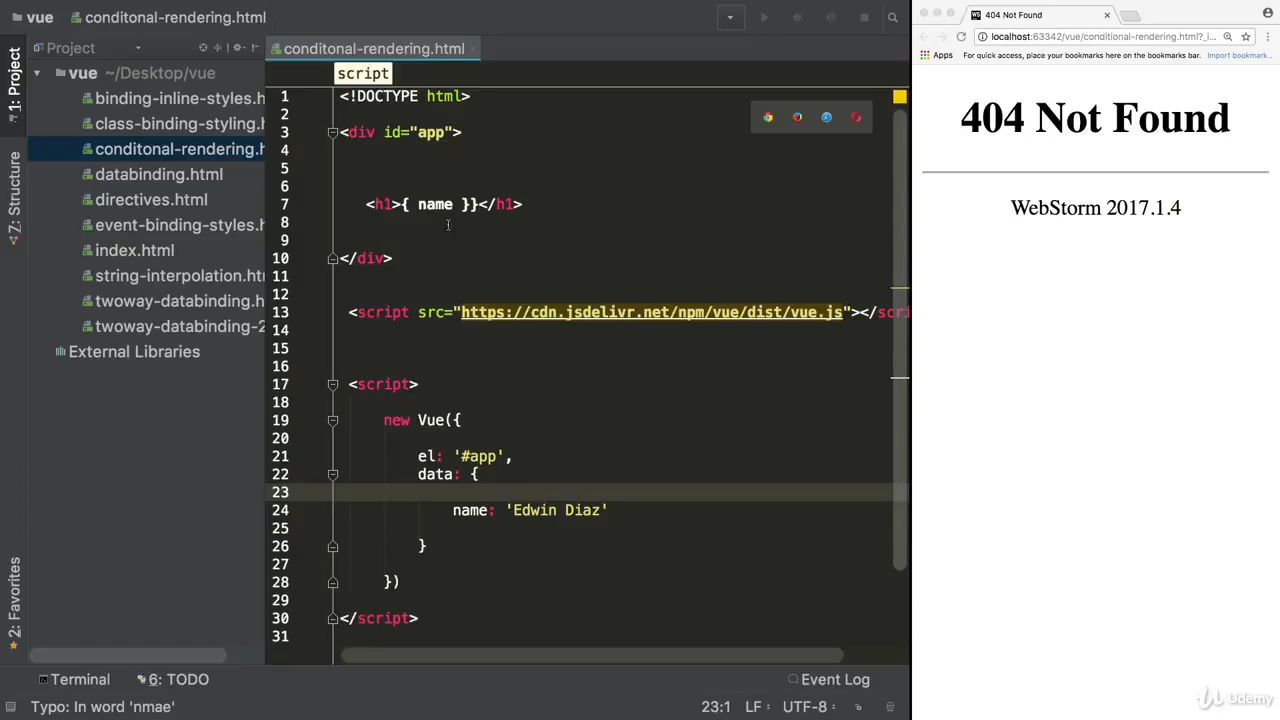 vue
conditonal-rendering.html
Project
conditonal-rendering.html
script
vue ~/Desktop/vue
binding-inline-styles.h
class-binding-styling.h
conditonal-rendering.h
databinding.html
directives.html
event-binding-styles.h
index.html
string-interpolation.htm
twoway-databinding.h
twoway-databinding-2
External Libraries
1: Project
Z: Structure
2: Favorites
1 <!DOCTYPE html>
2
3 <div id="app">
4
5
6
7 <h1>{ name }}</h1>
8
9
10 </div>
11
12
13 <script src="https://cdn.jsdelivr.net/npm/vue/dist/vue.js"></scri
14
15
16
17 <script>
18
19 new Vue({
20
21 el: '#app',
22 data: {
23
24 name: 'Edwin Diaz'
25
26 }
27
28 })
29
30 </script>
31
Terminal
6: TODO
Event Log
Typo: In word 'nmae'
23:1 LF UTF-8
404 Not Found
localhost:63342/vue/conditional-rendering.html?_i...
Apps
For quick access, place your bookmarks here on the bookmarks bar. Import bookmark...
404 Not Found
WebStorm 2017.1.4
Udemy